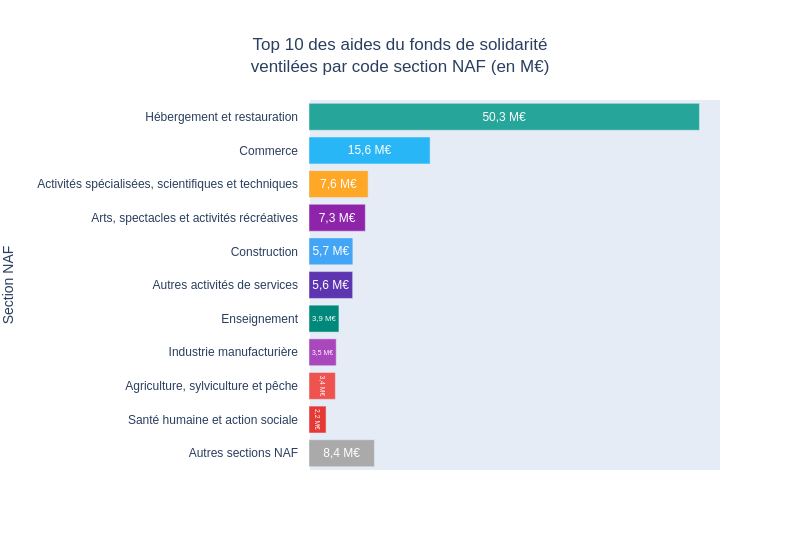 Top 10 des aides du fonds de solidarité
ventilées par code section NAF (en M€)
Section NAF
Hébergement et restauration 50,3 M€
Commerce 15,6 M€
Activités spécialisées, scientifiques et techniques 7,6 M€
Arts, spectacles et activités récréatives 7,3 M€
Construction 5,7 M€
Autres activités de services 5,6 M€
Enseignement 3,9 M€
Industrie manufacturière 3,5 M€
Agriculture, sylviculture et pêche 3,4 M€
Santé humaine et action sociale 2,2 M€
Autres sections NAF 8,4 M€